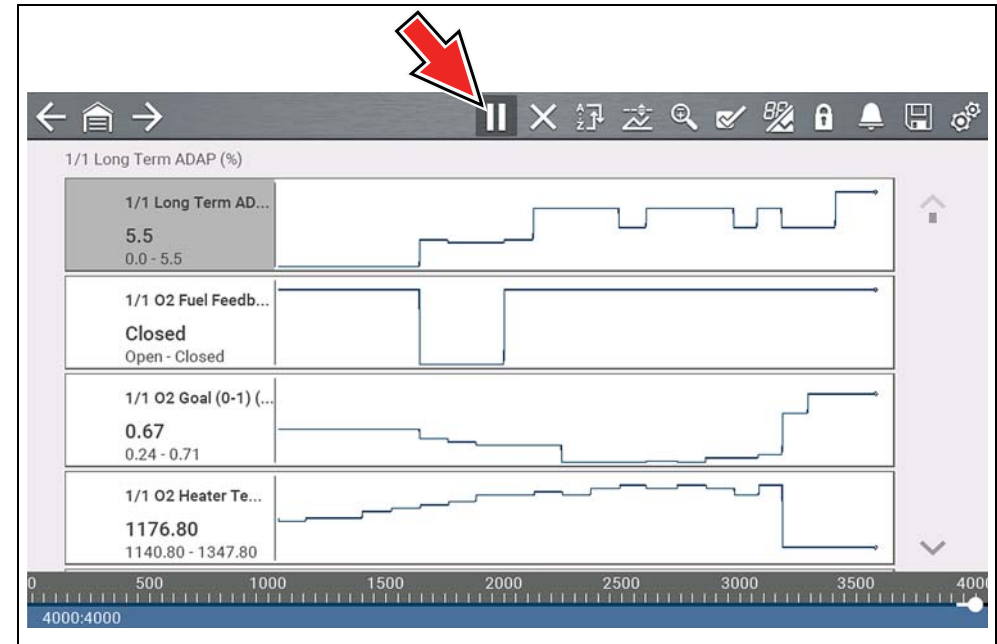 1/1 Long Term ADAP (%)
1/1 Long Term AD...
5.5
0.0 - 5.5
1/1 O2 Fuel Feedb...
Closed
Open - Closed
1/1 O2 Goal (0-1) (...
0.67
0.24 - 0.71
1/1 O2 Heater Te...
1176.80
1140.80 - 1347.80
0 500 1000 1500 2000 2500 3000 3500 4000
4000:4000